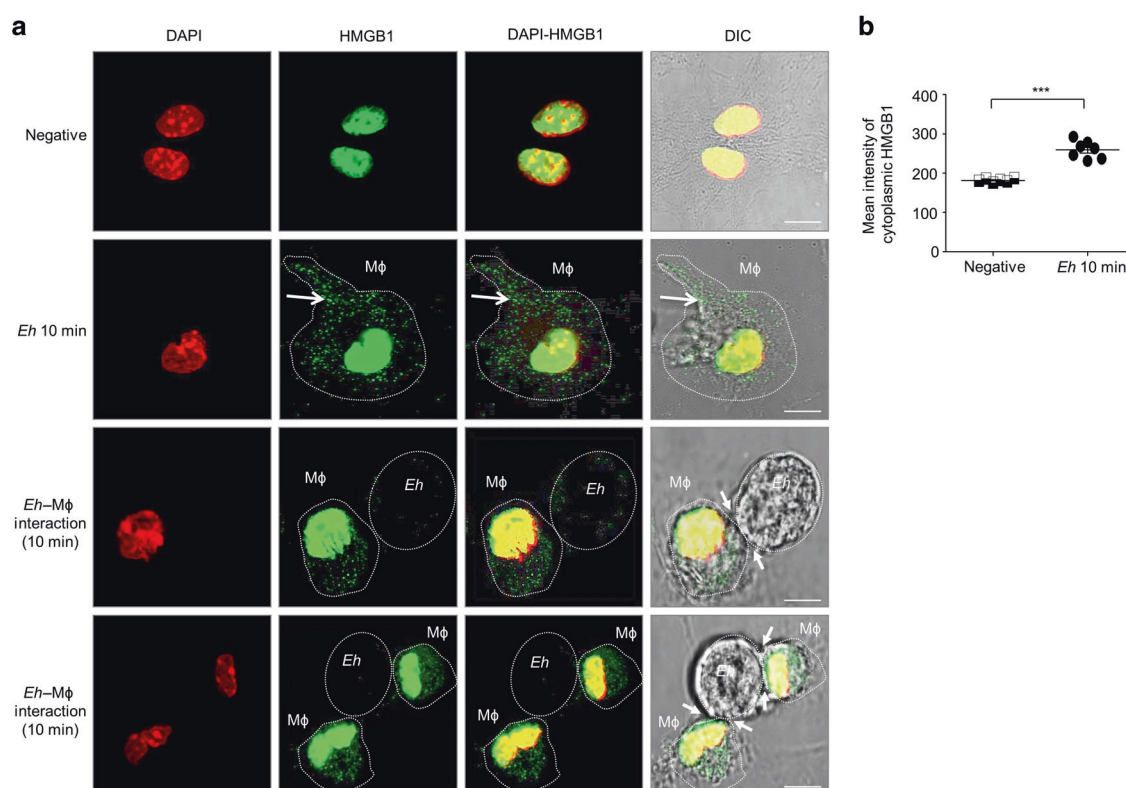 a
DAPI
HMGB1
DAPI-HMGB1
DIC
Negative
Eh 10 min
Mϕ
Mϕ
Mϕ
Eh–Mϕ
interaction
(10 min)
Mϕ
Eh
Mϕ
Eh
Mϕ
Eh
Eh–Mϕ
interaction
(10 min)
Mϕ
Eh
Mϕ
Mϕ
Eh
Mϕ
Mϕ
Eh
Mϕ
b
Mean intensity of
cytoplasmic HMGB1
400
300
200
100
0
***
Negative
Eh 10 min